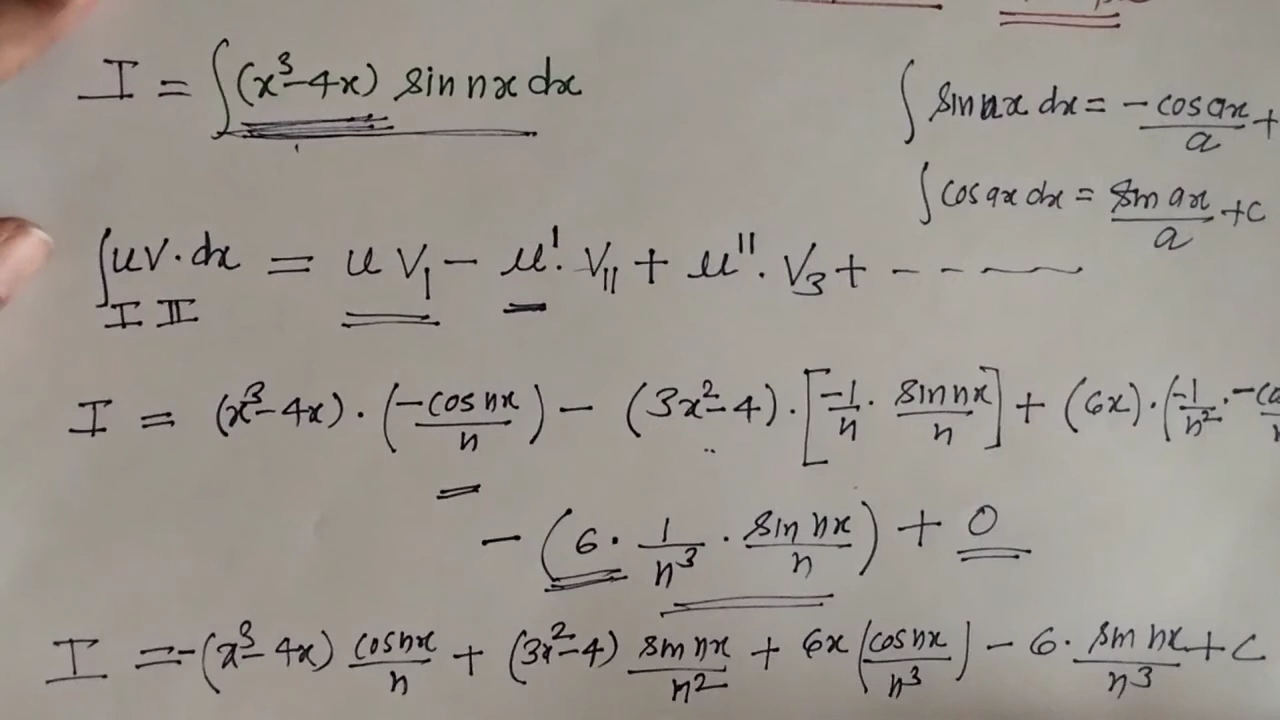 I = ∫(x³-4x) sin nx dx
∫ sin ax dx = -cos ax/a +
∫ cos ax dx = sin ax/a + c
∫ uv.dx = u V₁ - u'. V₁₁ + u''. V₃ + - - -
I II
I = (x³-4x) . (-cos nx/n) - (3x²-4) . [-1/n . sin nx/n] + (6x) . (-1/n² . -co
- (6 . 1/n³ . sin nx/n) + 0
I = -(x³-4x) cos nx/n + (3x²-4) sin nx/n² + 6x (cos nx/n³) - 6 . sin nx/n³ + c